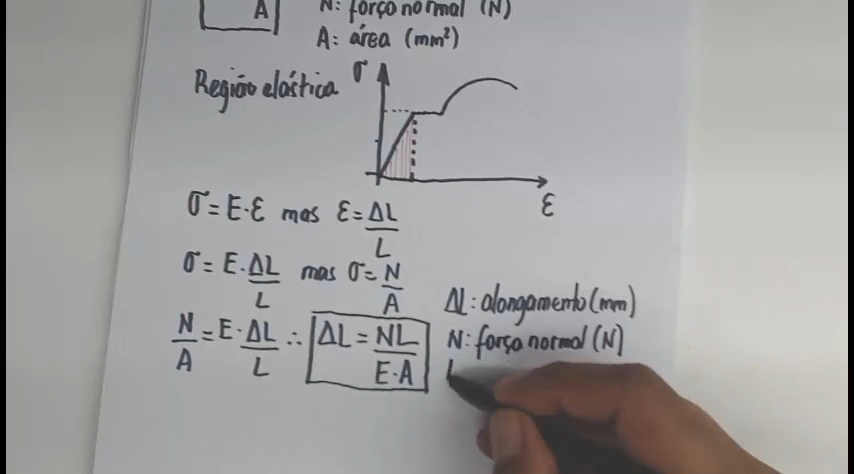 A
N: força normal (N)
A: área (mm²)
Região elástica
σ
ε
σ = E·ε mas ε = ΔL/L
σ = E·ΔL/L mas σ = N/A
N/A = E·ΔL/L ∴ ΔL = NL/E·A
ΔL: alongamento (mm)
N: força normal (N)
L